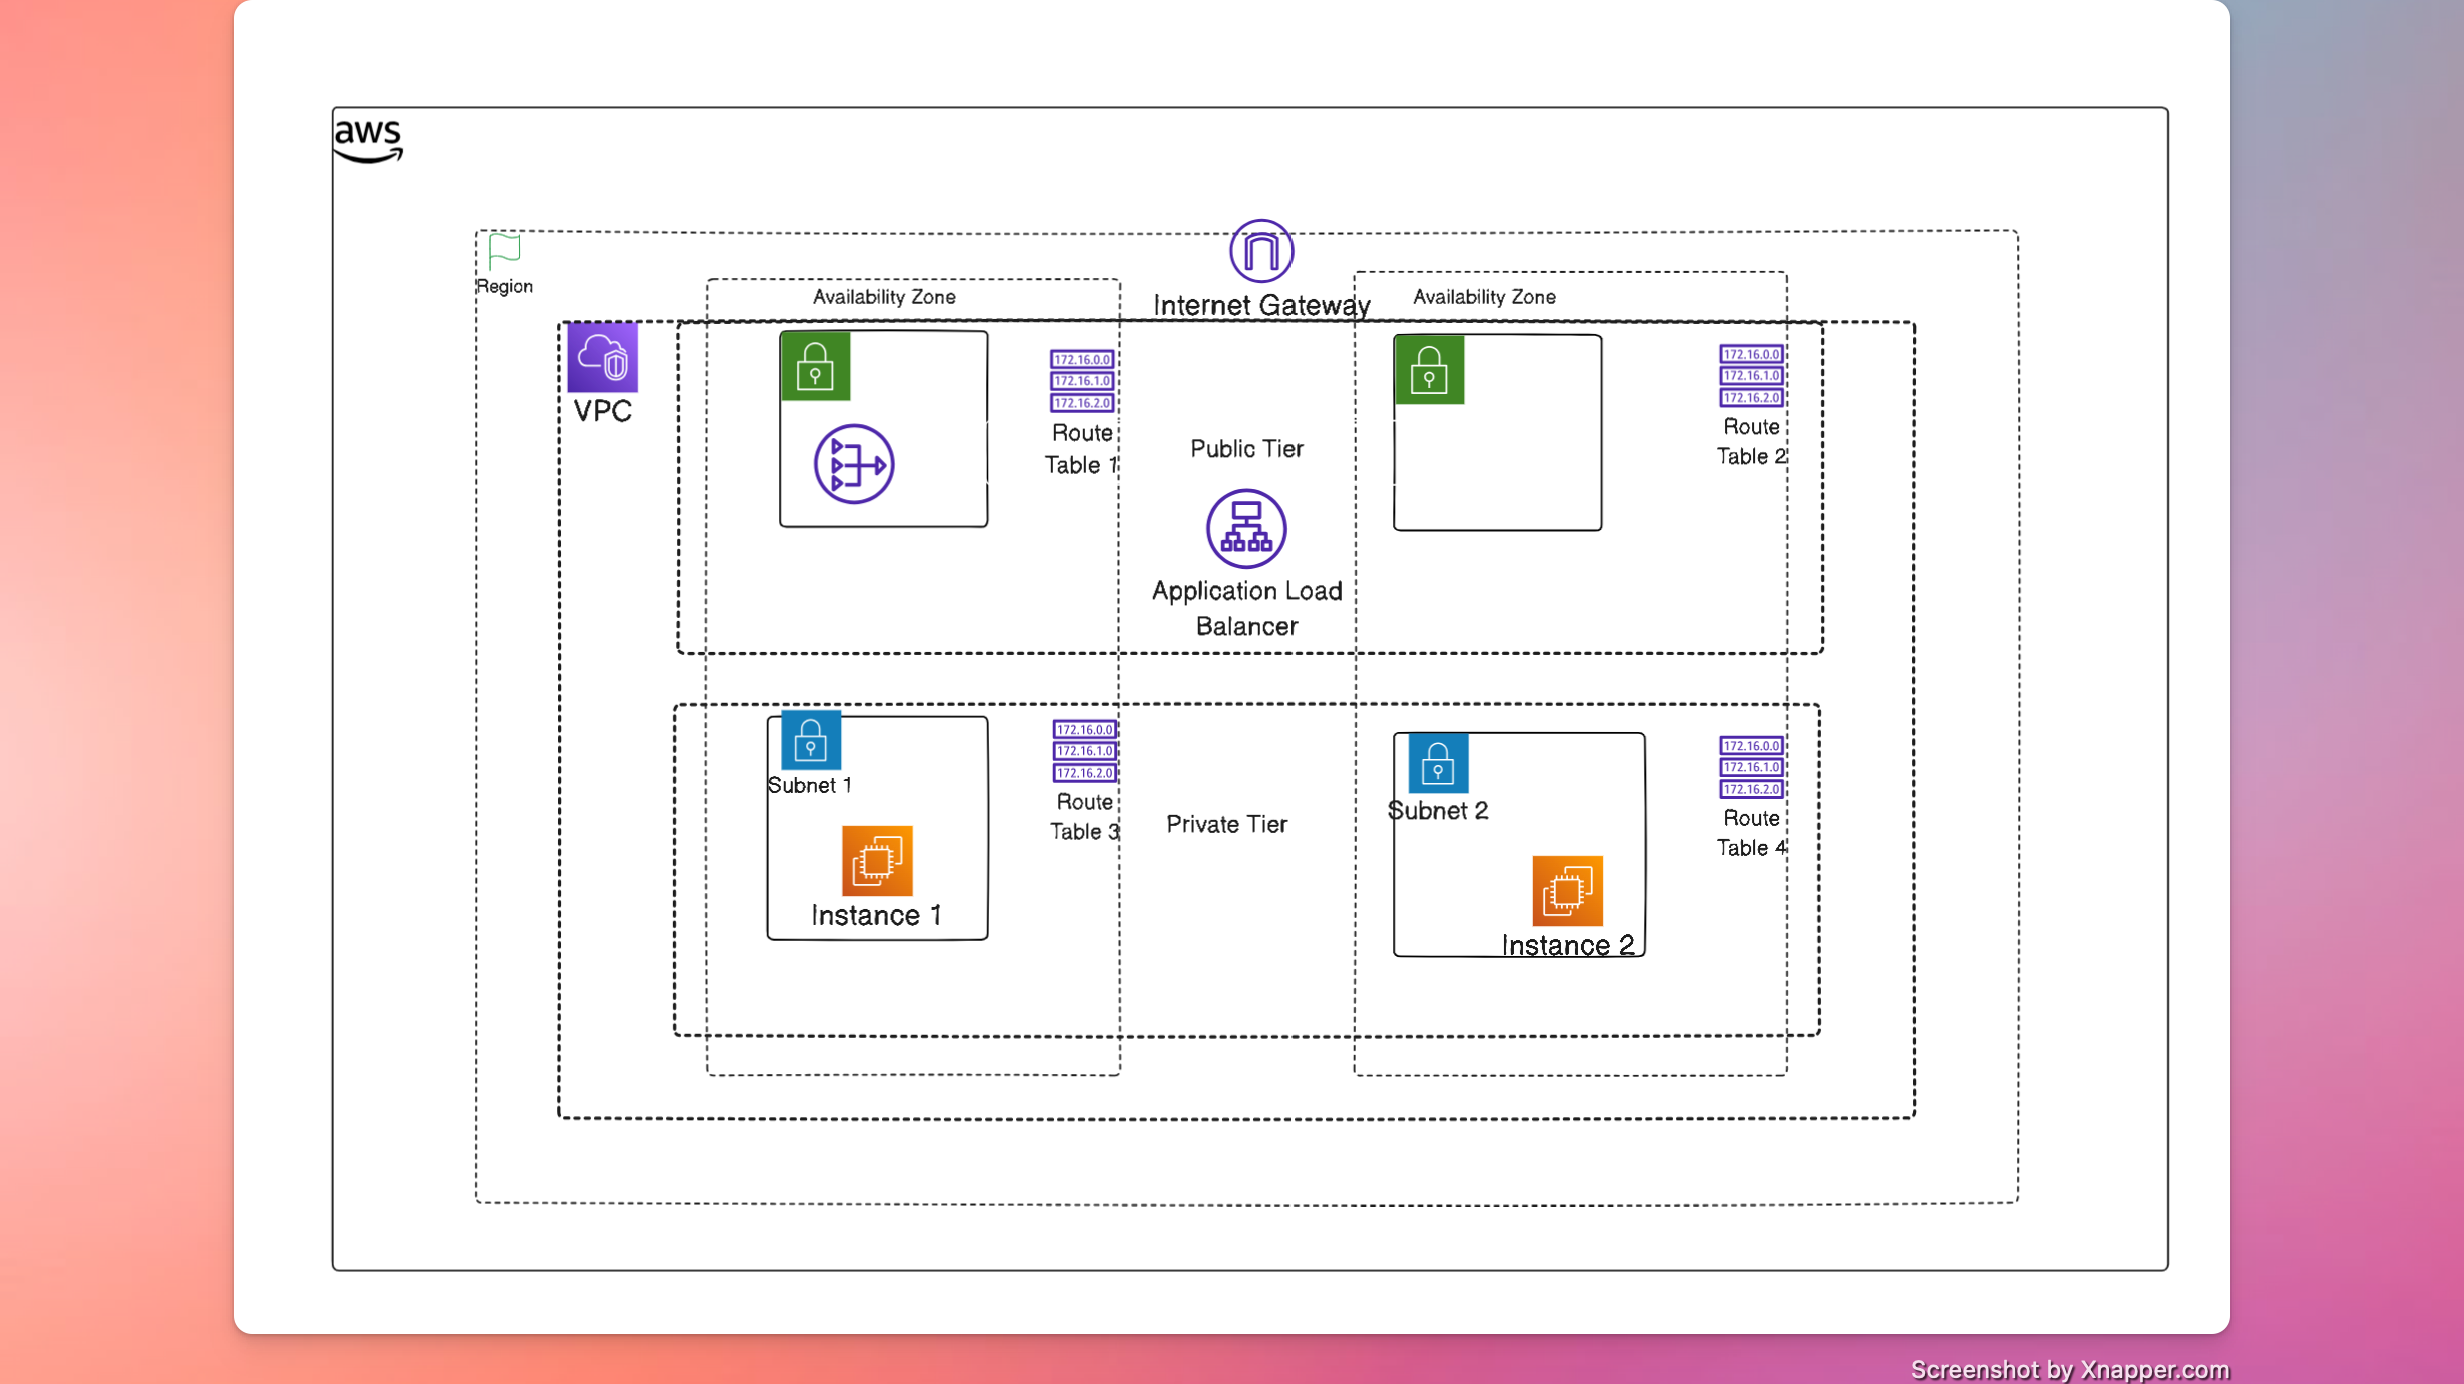 aws
Region
Internet Gateway
Availability Zone
Availability Zone
VPC
172.16.0.0
172.16.1.0
172.16.2.0
Route
Table 1
Public Tier
172.16.0.0
172.16.1.0
172.16.2.0
Route
Table 2
Application Load
Balancer
Subnet 1
Instance 1
172.16.0.0
172.16.1.0
172.16.2.0
Route
Table 3
Private Tier
Subnet 2
Instance 2
172.16.0.0
172.16.1.0
172.16.2.0
Route
Table 4
Screenshot by Xnapper.com